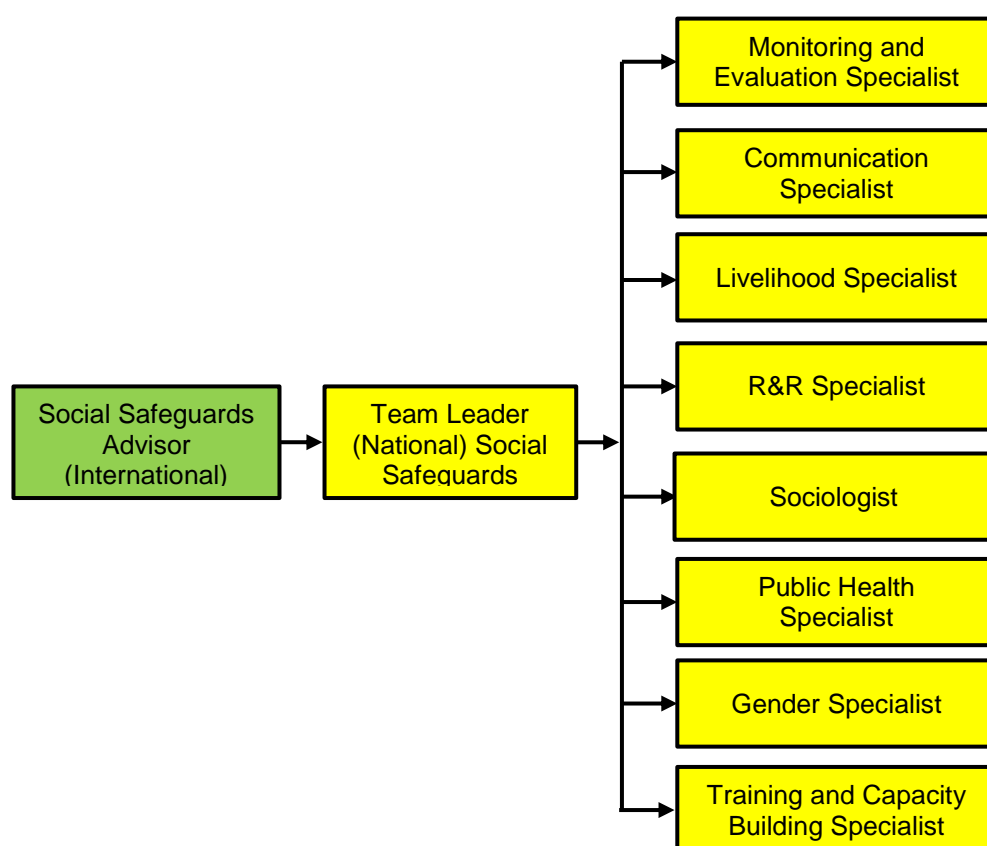 Monitoring and
Evaluation Specialist
Communication
Specialist
Livelihood Specialist
R&R Specialist
Social Safeguards
Advisor
(International)
Team Leader
(National) Social
Safeguards
Sociologist
Public Health
Specialist
Gender Specialist
Training and Capacity
Building Specialist